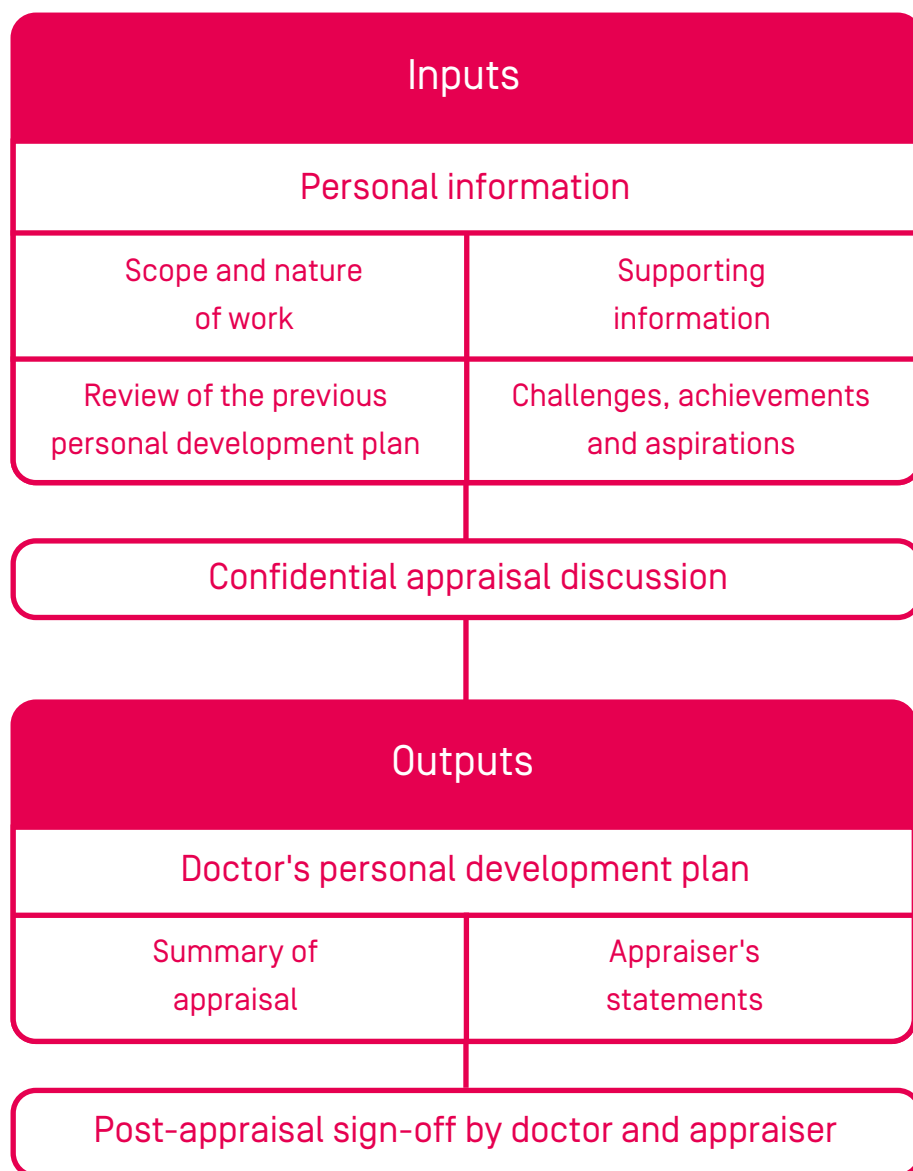 Inputs
Personal information
Scope and nature
of work
Supporting
information
Review of the previous
personal development plan
Challenges, achievements
and aspirations
Confidential appraisal discussion
Outputs
Doctor's personal development plan
Summary of
appraisal
Appraiser's
statements
Post-appraisal sign-off by doctor and appraiser